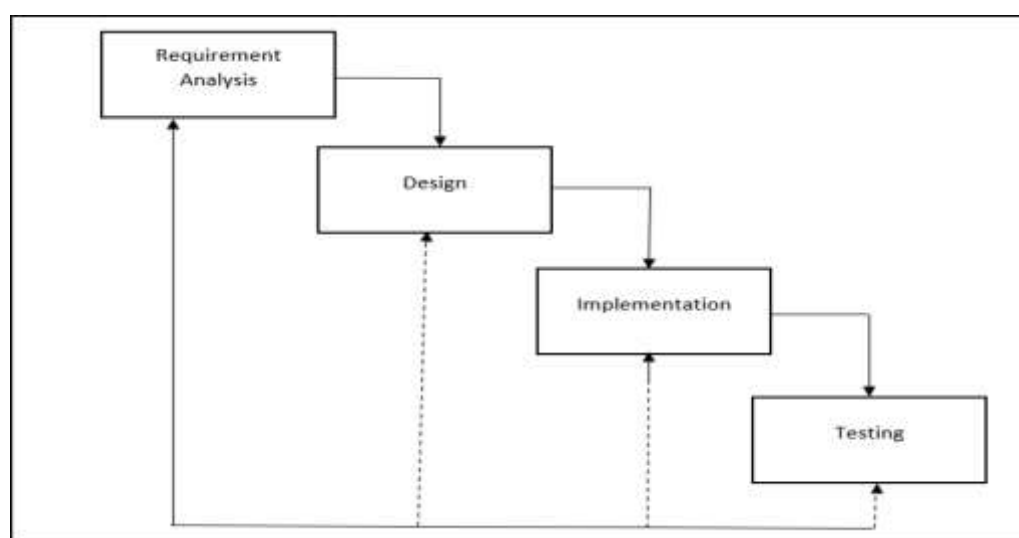 Requirement
Analysis
Design
Implementation
Testing